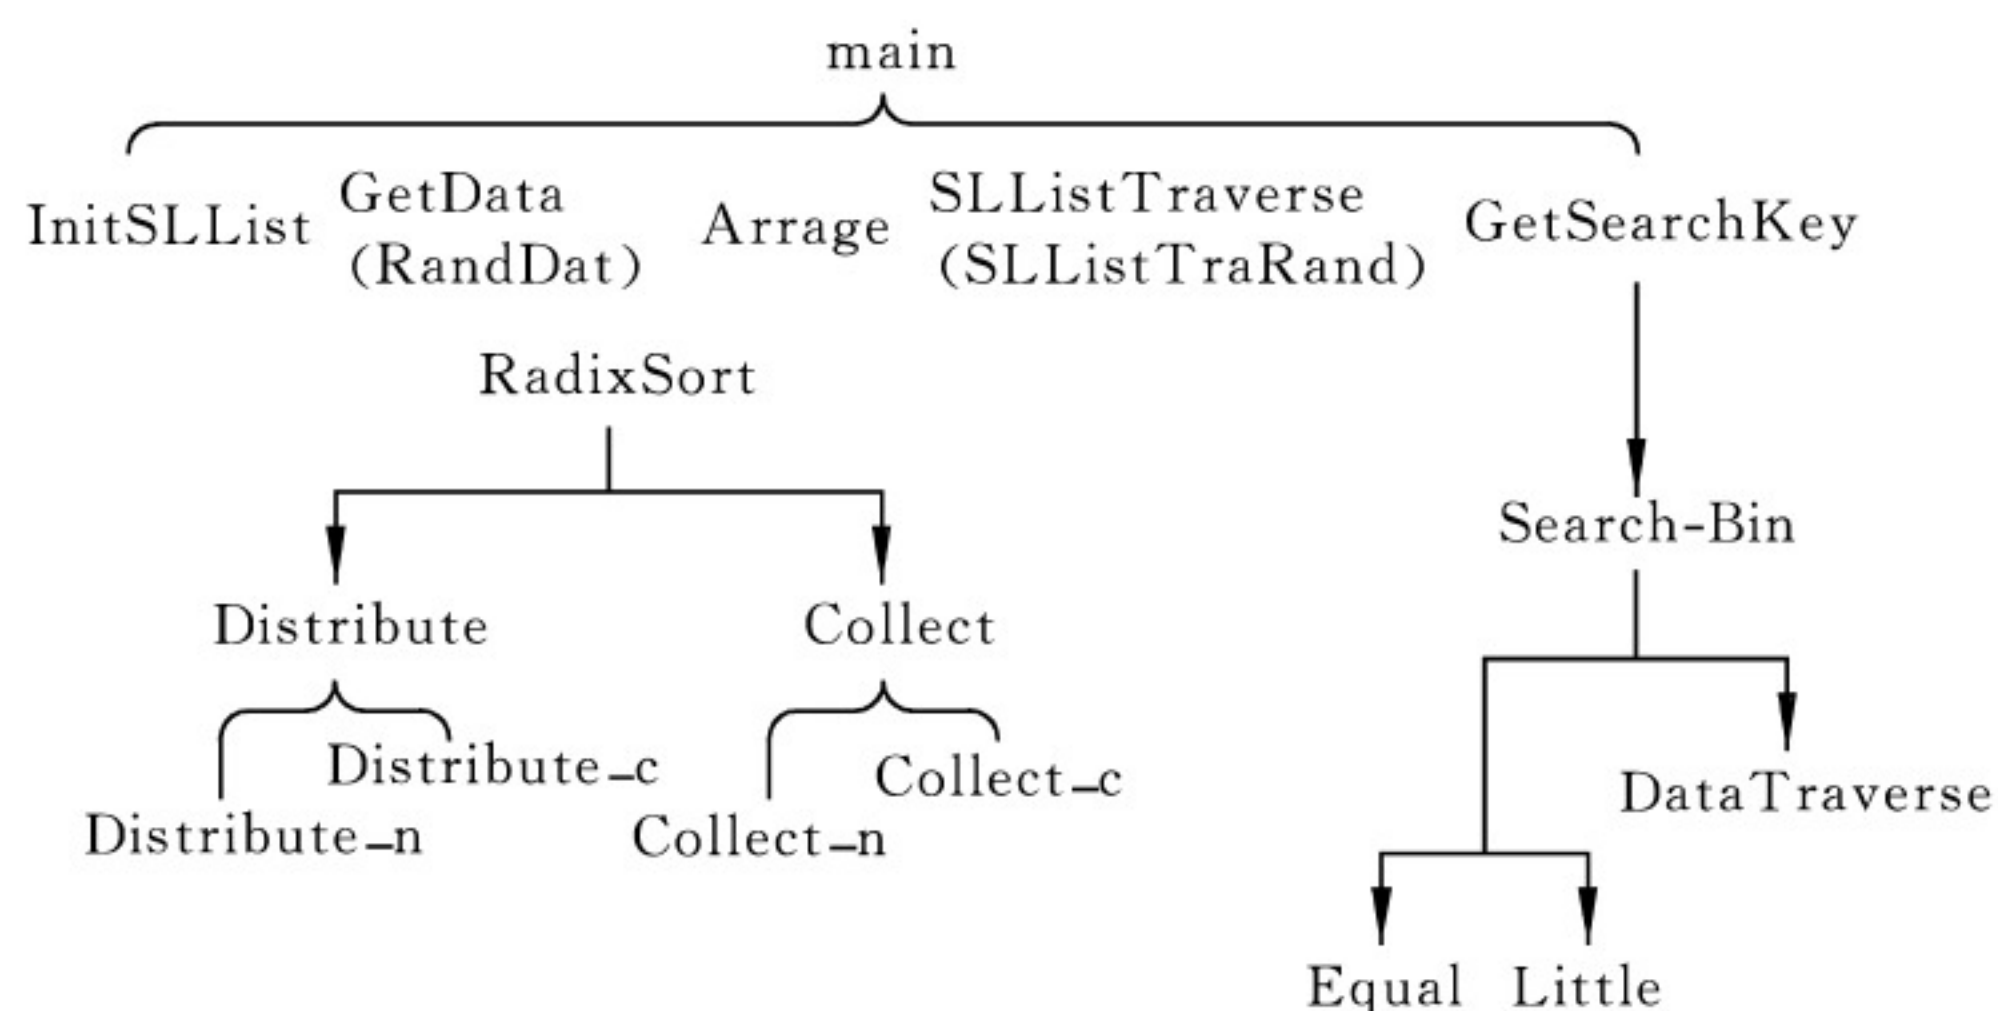 main
InitSLList
GetData
(RandDat)
Arrage
SLListTraverse
(SLListTraRand)
GetSearchKey
RadixSort
Search-Bin
Distribute
Collect
Distribute_c
Distribute_n
Collect_c
Collect_n
DataTraverse
Equal
Little